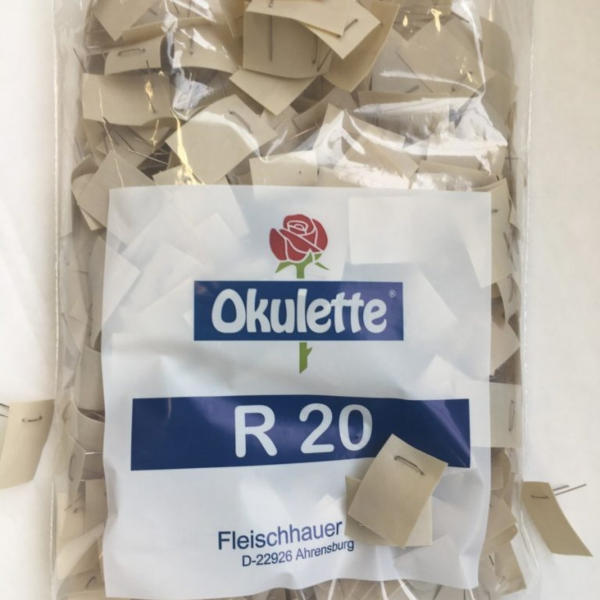 Okulette®
R 20
Fleischhauer
D-22926 Ahrensburg